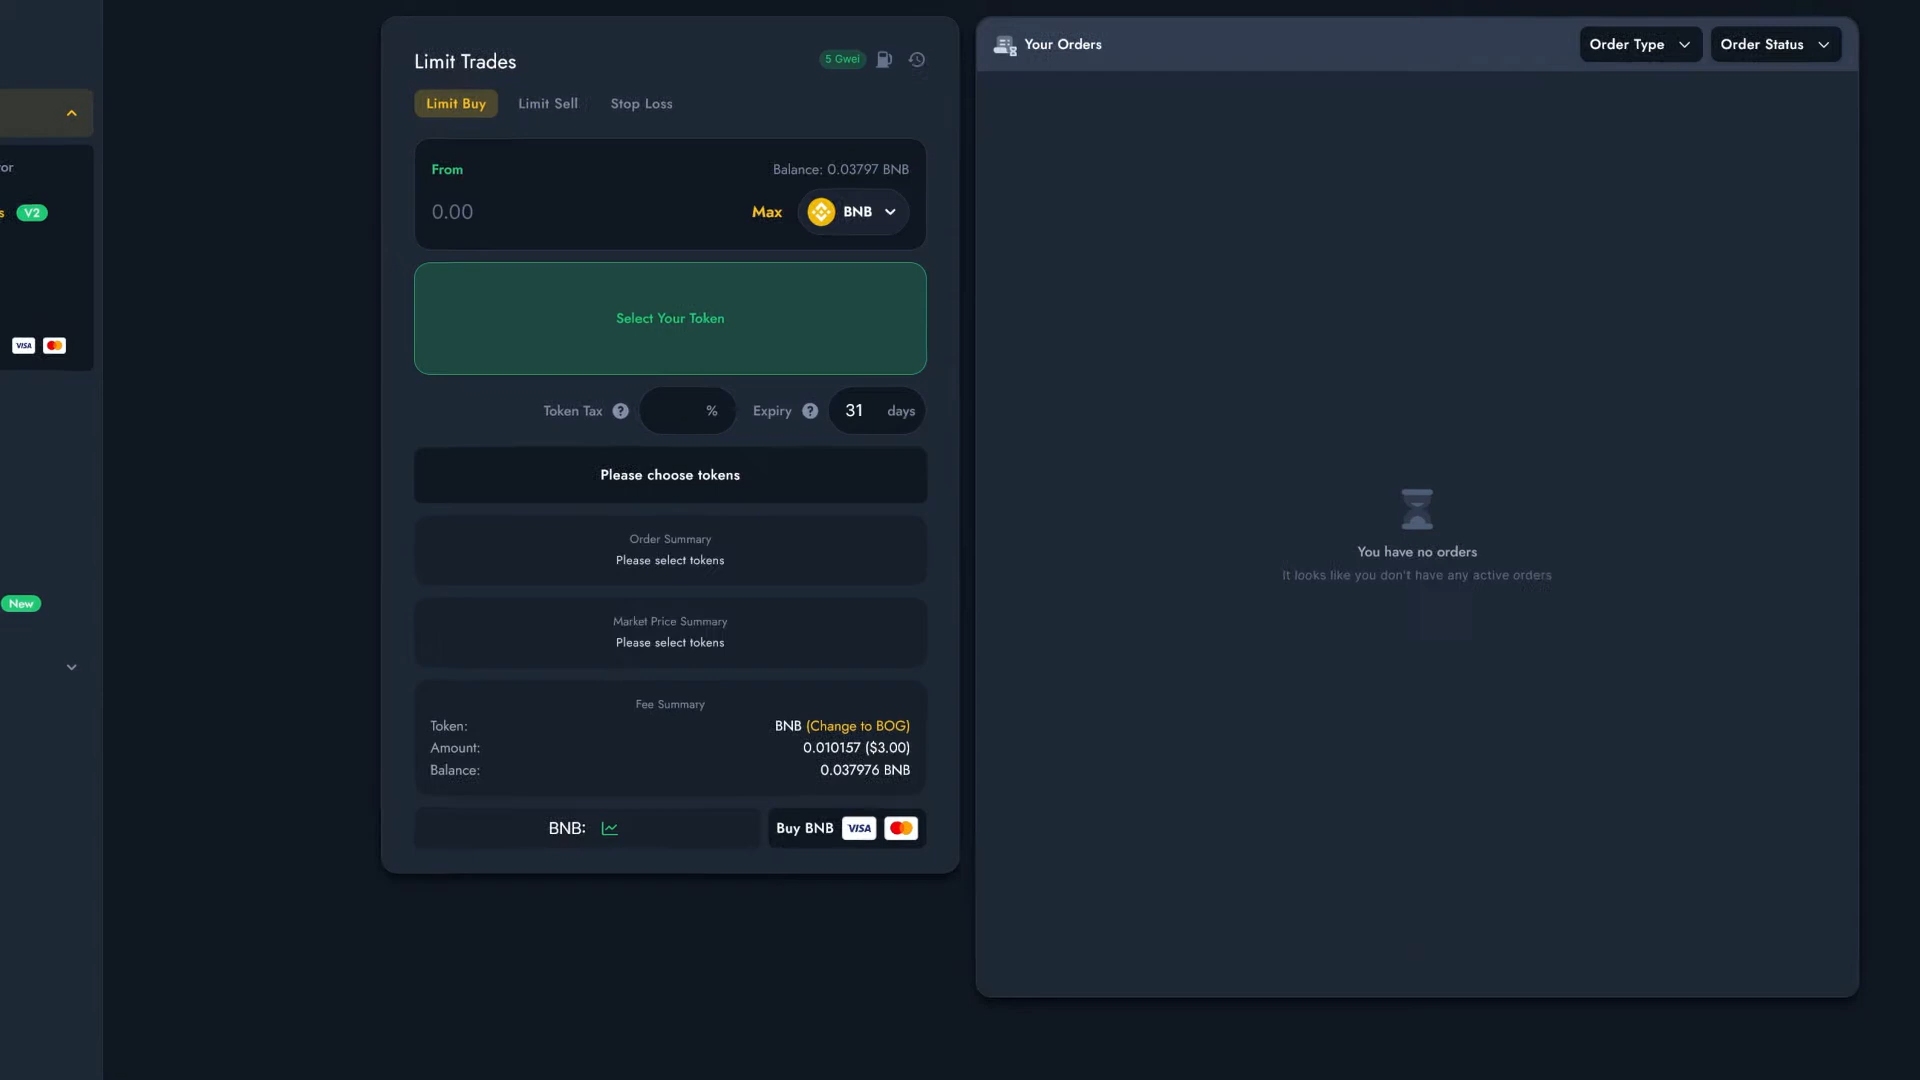 or
s V2
VISA
New
Limit Trades
5 Gwei
Limit Buy
Limit Sell
Stop Loss
From
Balance: 0.03797 BNB
0.00
Max
BNB
Select Your Token
Token Tax ? %
Expiry ? 31 days
Please choose tokens
Order Summary
Please select tokens
Market Price Summary
Please select tokens
Fee Summary
Token: BNB (Change to BOG)
Amount: 0.010157 ($3.00)
Balance: 0.037976 BNB
BNB:
Buy BNB VISA
Your Orders
Order Type
Order Status
You have no orders
It looks like you don't have any active orders